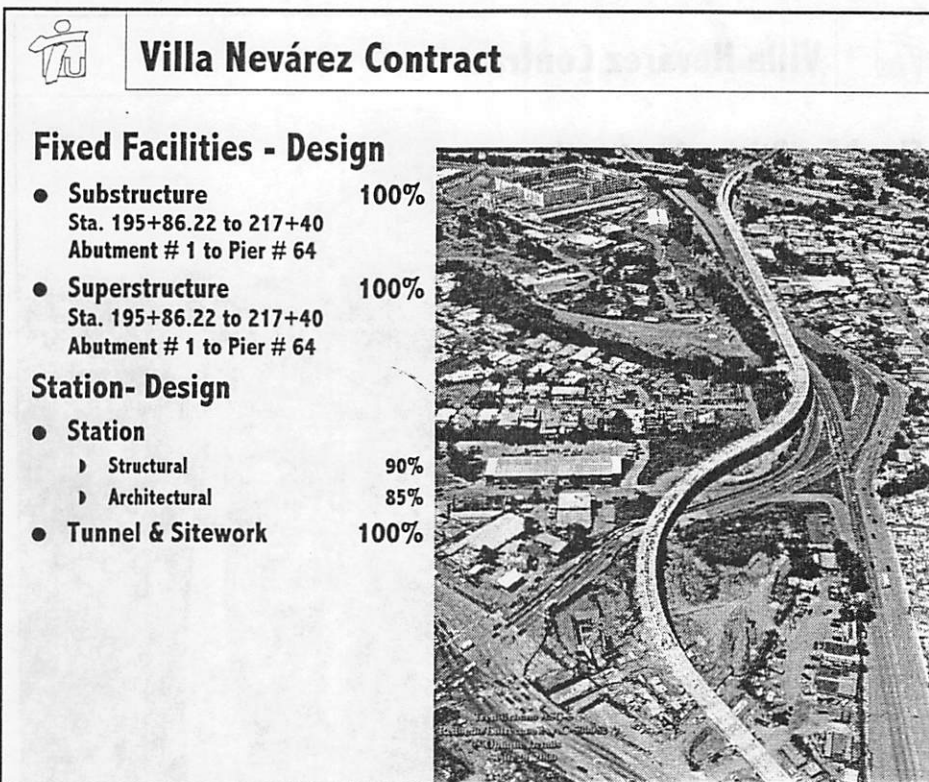 TU
Villa Nevárez Contract
Fixed Facilities - Design
● Substructure 100%
Sta. 195+86.22 to 217+40
Abutment # 1 to Pier # 64
● Superstructure 100%
Sta. 195+86.22 to 217+40
Abutment # 1 to Pier # 64
Station- Design
● Station
Structural 90%
Architectural 85%
● Tunnel & Sitework 100%